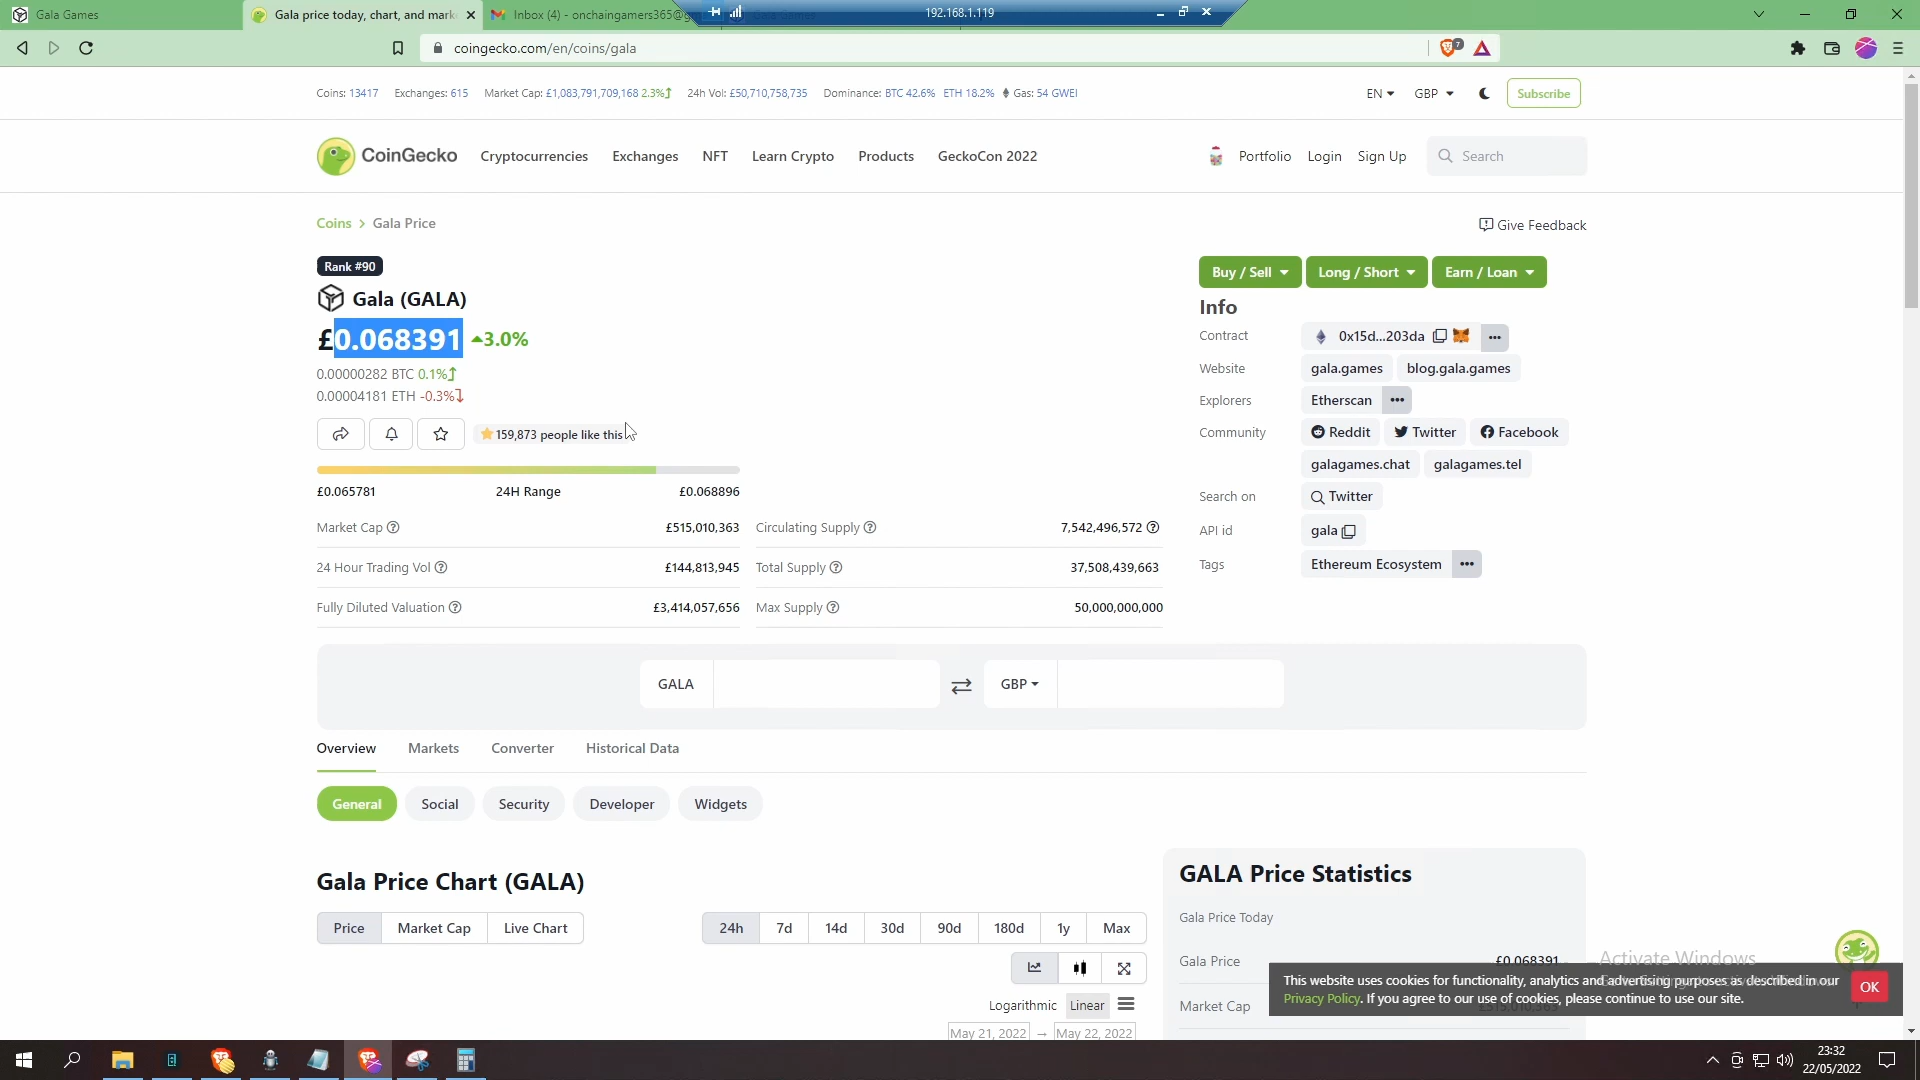 Gala Games
Gala price today, chart, and mark
Inbox (4) - onchaingamers365@g
192.168.1.119
coingecko.com/en/coins/gala
7
Coins: 13417 Exchanges: 615 Market Cap: £1,083,791,709,168 2.3% 24h Vol: £50,710,758,735 Dominance: BTC 42.6% ETH 18.2% Gas: 54 GWEI
EN GBP Subscribe
CoinGecko Cryptocurrencies Exchanges NFT Learn Crypto Products GeckoCon 2022 Portfolio Login Sign Up Search
Coins > Gala Price
Give Feedback
Rank #90
Gala (GALA)
£0.068391 3.0%
0.00000282 BTC 0.1%
0.00004181 ETH -0.3%
159,873 people like this
£0.065781 24H Range £0.068896
Market Cap £515,010,363
24 Hour Trading Vol £144,813,945
Fully Diluted Valuation £3,414,057,656
Circulating Supply 7,542,496,572
Total Supply 37,508,439,663
Max Supply 50,000,000,000
Buy / Sell Long / Short Earn / Loan
Info
Contract 0x15d...203da
Website gala.games blog.gala.games
Explorers Etherscan
Community Reddit Twitter Facebook
galagames.chat galagames.tel
Search on Twitter
API id gala
Tags Ethereum Ecosystem
GALA GBP
Overview Markets Converter Historical Data
General Social Security Developer Widgets
Gala Price Chart (GALA)
Price Market Cap Live Chart
24h 7d 14d 30d 90d 180d 1y Max
Logarithmic Linear
May 21, 2022 → May 22, 2022
GALA Price Statistics
Gala Price Today
Gala Price £0.068391
Market Cap
Activate Windows
This website uses cookies for functionality, analytics and advertising purposes as described in our
Privacy Policy. If you agree to our use of cookies, please continue to use our site.
OK
23:32
22/05/2022